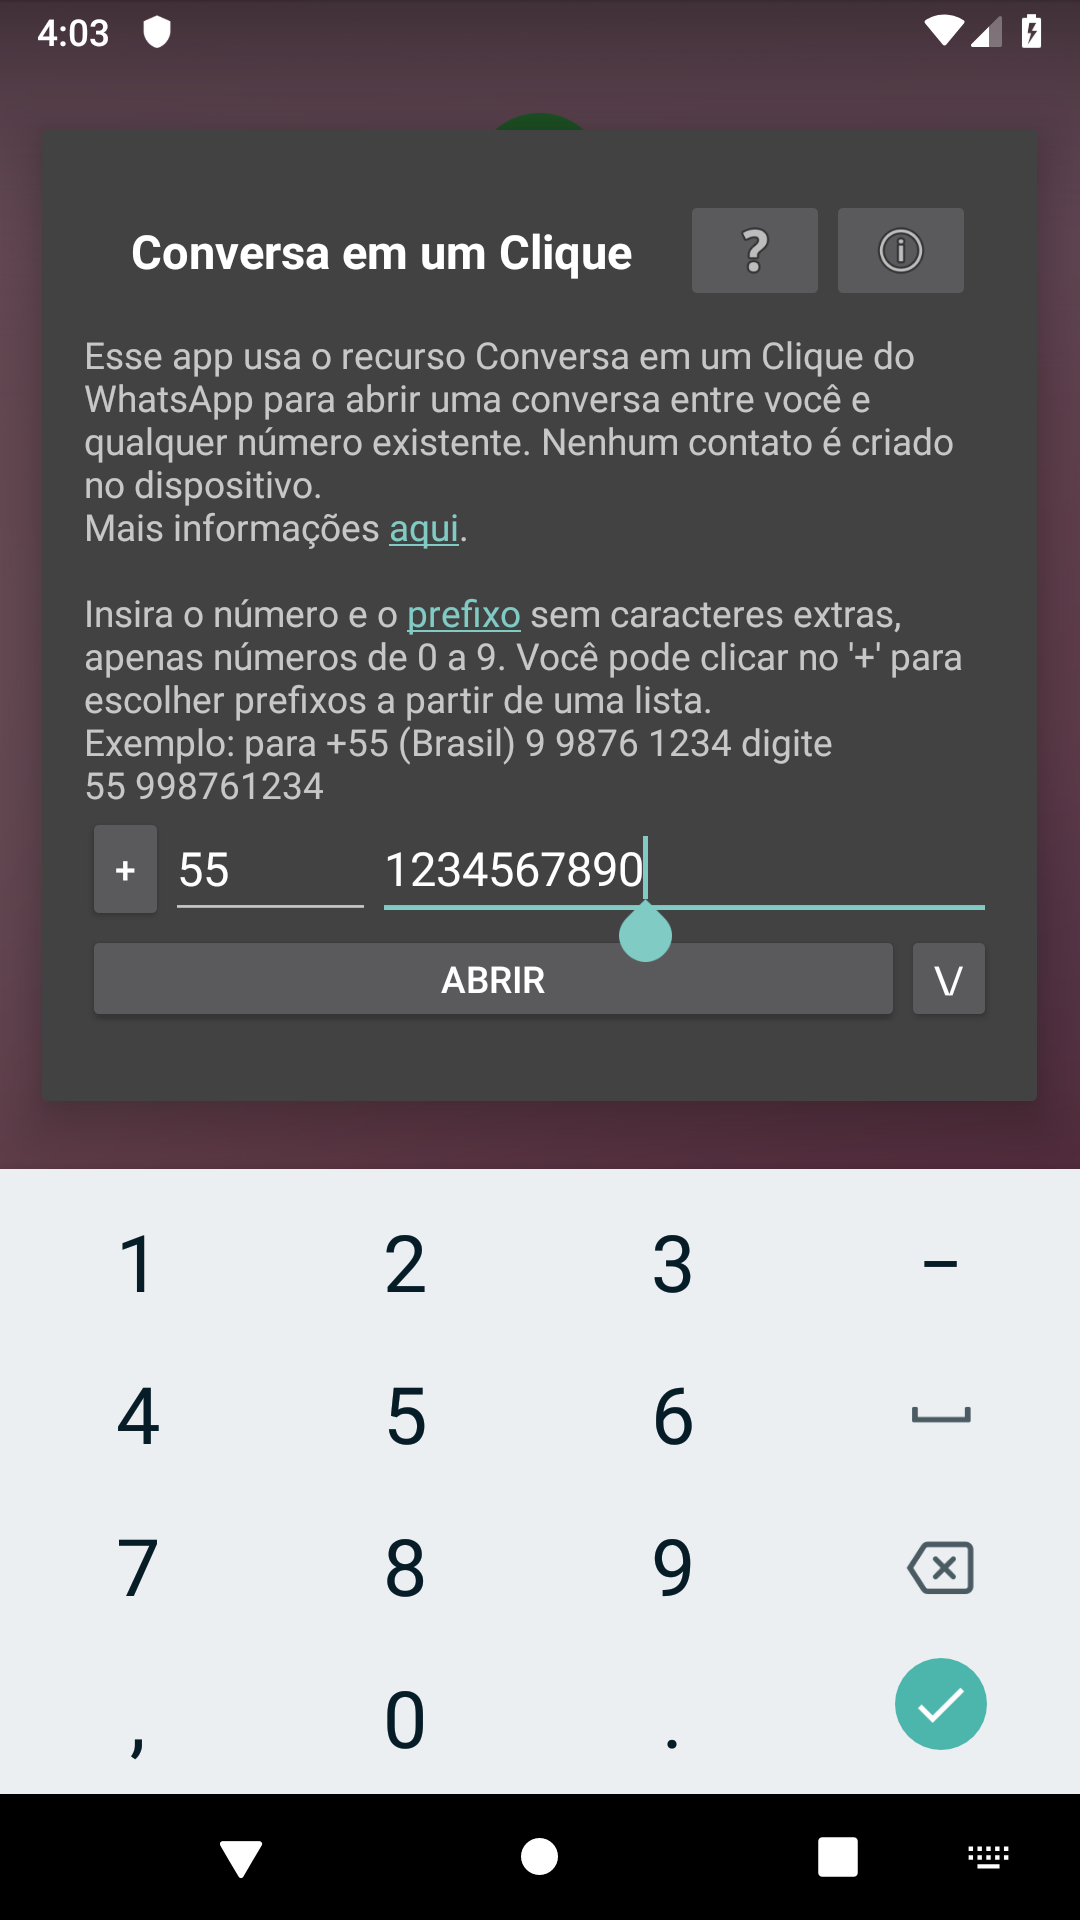 4:03
Conversa em um Clique
?
i
Esse app usa o recurso Conversa em um Clique do
WhatsApp para abrir uma conversa entre você e
qualquer número existente. Nenhum contato é criado
no dispositivo.
Mais informações aqui.
Insira o número e o prefixo sem caracteres extras,
apenas números de 0 a 9. Você pode clicar no '+' para
escolher prefixos a partir de uma lista.
Exemplo: para +55 (Brasil) 9 9876 1234 digite
55 998761234
+ 55 1234567890
ABRIR \/
1 2 3 –
4 5 6
7 8 9
, 0 .